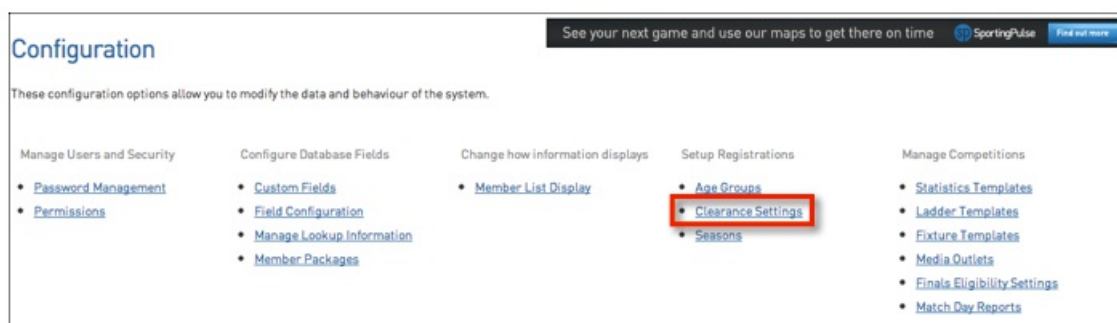 See your next game and use our maps to get there on time SP SportingPulse Find out more
Configuration
These configuration options allow you to modify the data and behaviour of the system.
Manage Users and Security
Password Management
Permissions
Configure Database Fields
Custom Fields
Field Configuration
Manage Lookup Information
Member Packages
Change how information displays
Member List Display
Setup Registrations
Age Groups
Clearance Settings
Seasons
Manage Competitions
Statistics Templates
Ladder Templates
Fixture Templates
Media Outlets
Finals Eligibility Settings
Match Day Reports